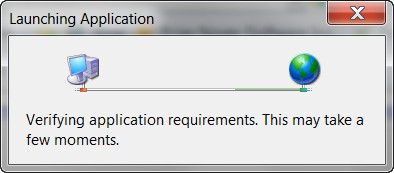 Launching Application
Verifying application requirements. This may take a
few moments.